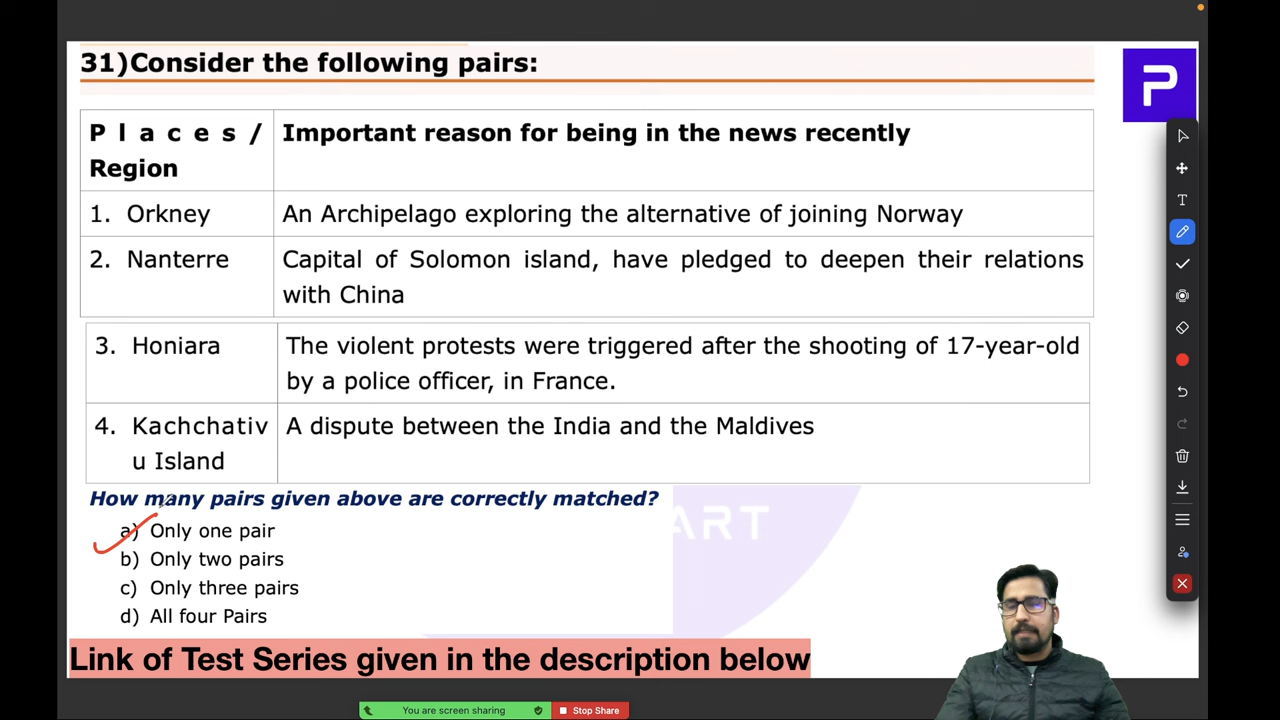 31)Consider the following pairs:
P l a c e s / Important reason for being in the news recently
Region
1. Orkney An Archipelago exploring the alternative of joining Norway
2. Nanterre Capital of Solomon island, have pledged to deepen their relations
with China
3. Honiara The violent protests were triggered after the shooting of 17-year-old
by a police officer, in France.
4. Kachchativ A dispute between the India and the Maldives
u Island
How many pairs given above are correctly matched?
a) Only one pair
b) Only two pairs
c) Only three pairs
d) All four Pairs
ART
Link of Test Series given in the description below
P
T
You are screen sharing Stop Share